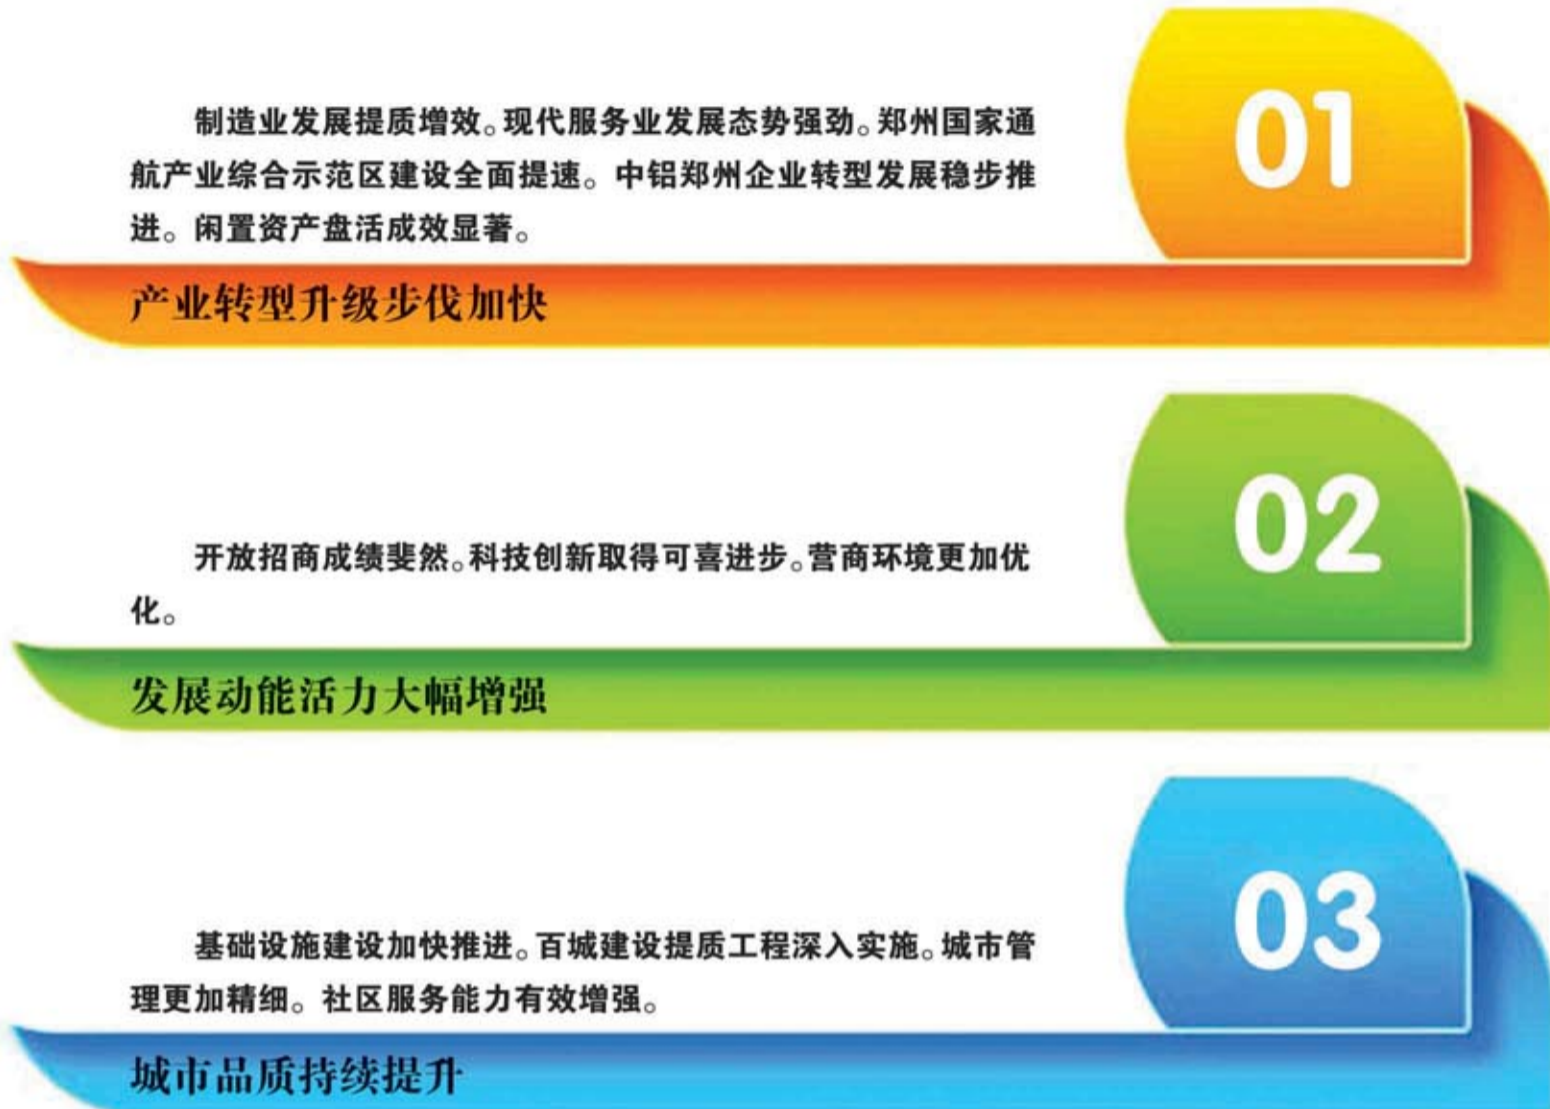 01
制造业发展提质增效。现代服务业发展态势强劲。郑州国家通
航产业综合示范区建设全面提速。中铝郑州企业转型发展稳步推
进。闲置资产盘活成效显著。
产业转型升级步伐加快
02
开放招商成绩斐然。科技创新取得可喜进步。营商环境更加优
化。
发展动能活力大幅增强
03
基础设施建设加快推进。百城建设提质工程深入实施。城市管
理更加精细。社区服务能力有效增强。
城市品质持续提升